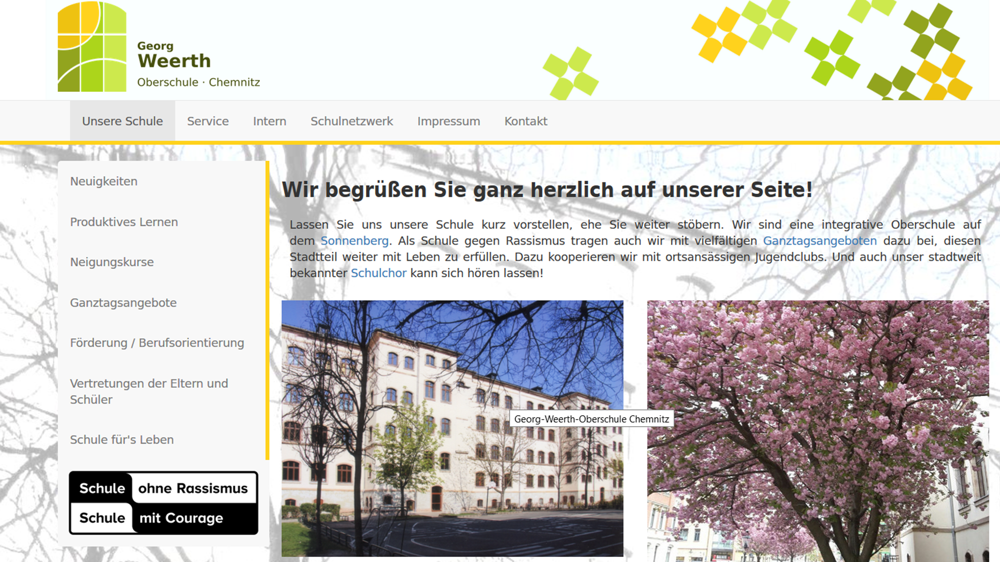 Georg
Weerth
Oberschule · Chemnitz
Unsere Schule Service Intern Schulnetzwerk Impressum Kontakt
Neuigkeiten
Produktives Lernen
Neigungskurse
Ganztagsangebote
Förderung / Berufsorientierung
Vertretungen der Eltern und
Schüler
Schule für's Leben
Schule ohne Rassismus
Schule mit Courage
Wir begrüßen Sie ganz herzlich auf unserer Seite!
Lassen Sie uns unsere Schule kurz vorstellen, ehe Sie weiter stöbern. Wir sind eine integrative Oberschule auf
dem Sonnenberg. Als Schule gegen Rassismus tragen auch wir mit vielfältigen Ganztagsangeboten dazu bei, diesen
Stadtteil weiter mit Leben zu erfüllen. Dazu kooperieren wir mit ortsansässigen Jugendclubs. Und auch unser stadtweit
bekannter Schulchor kann sich hören lassen!
Georg-Weerth-Oberschule Chemnitz